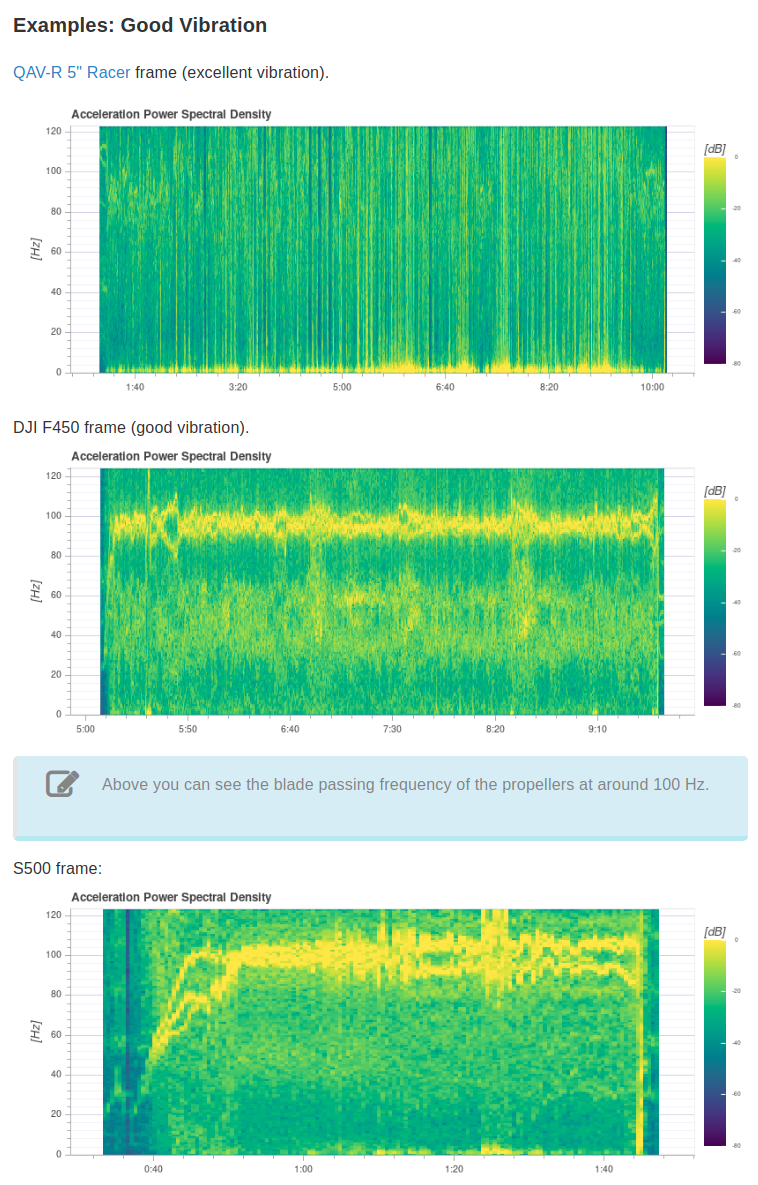 Examples: Good Vibration
QAV-R 5" Racer frame (excellent vibration).
Acceleration Power Spectral Density
[dB]
[Hz]
120
100
80
60
40
20
0
1:40 3:20 5:00 6:40 8:20 10:00
0
-20
-40
-60
-80
DJI F450 frame (good vibration).
Acceleration Power Spectral Density
[dB]
[Hz]
120
100
80
60
40
20
0
5:00 5:50 6:40 7:30 8:20 9:10
0
-20
-40
-60
-80
Above you can see the blade passing frequency of the propellers at around 100 Hz.
S500 frame:
Acceleration Power Spectral Density
[dB]
[Hz]
120
100
80
60
40
20
0
0:40 1:00 1:20 1:40
0
-20
-40
-60
-80